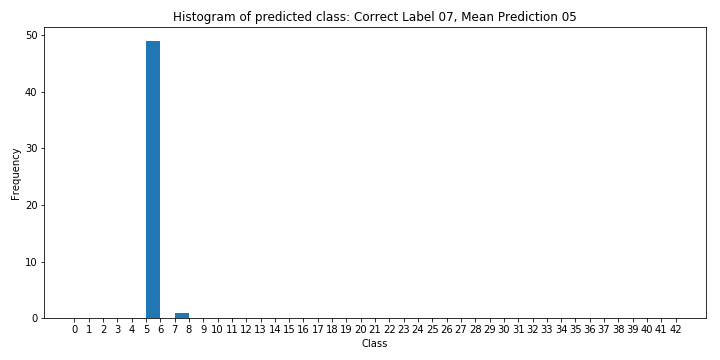 Histogram of predicted class: Correct Label 07, Mean Prediction 05
50
40
30
20
10
0
Frequency
0 1 2 3 4 5 6 7 8 9 10 11 12 13 14 15 16 17 18 19 20 21 22 23 24 25 26 27 28 29 30 31 32 33 34 35 36 37 38 39 40 41 42
Class